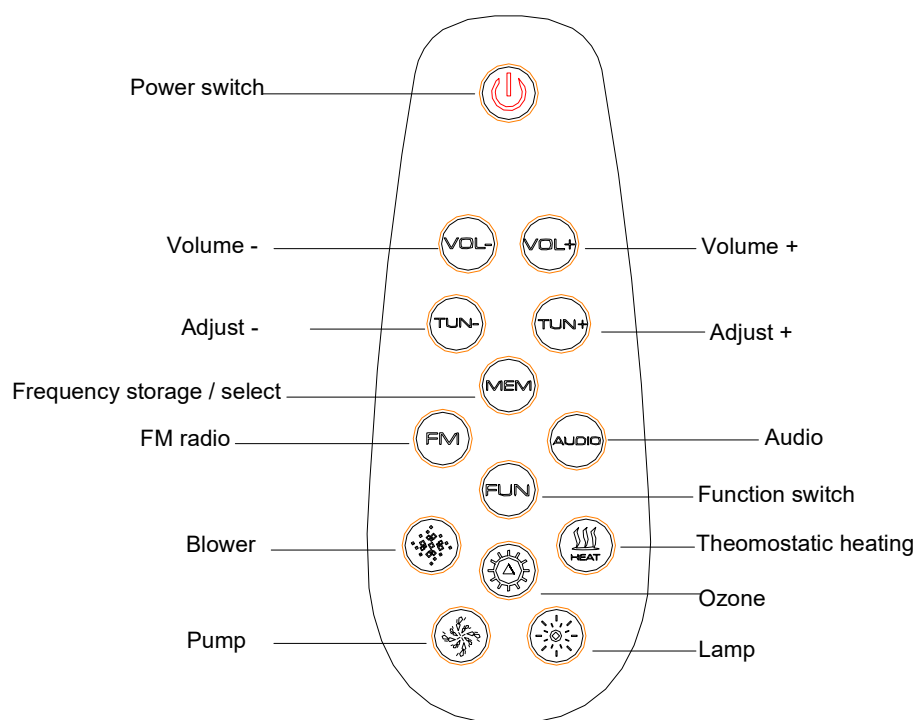 Power switch
Volume -
VOL-
VOL+
Volume +
Adjust -
TUN-
TUN+
Adjust +
Frequency storage / select
MEM
FM radio
FM
AUDIO
Audio
FUN
Function switch
Blower
HEAT
Theomostatic heating
Ozone
Pump
Lamp